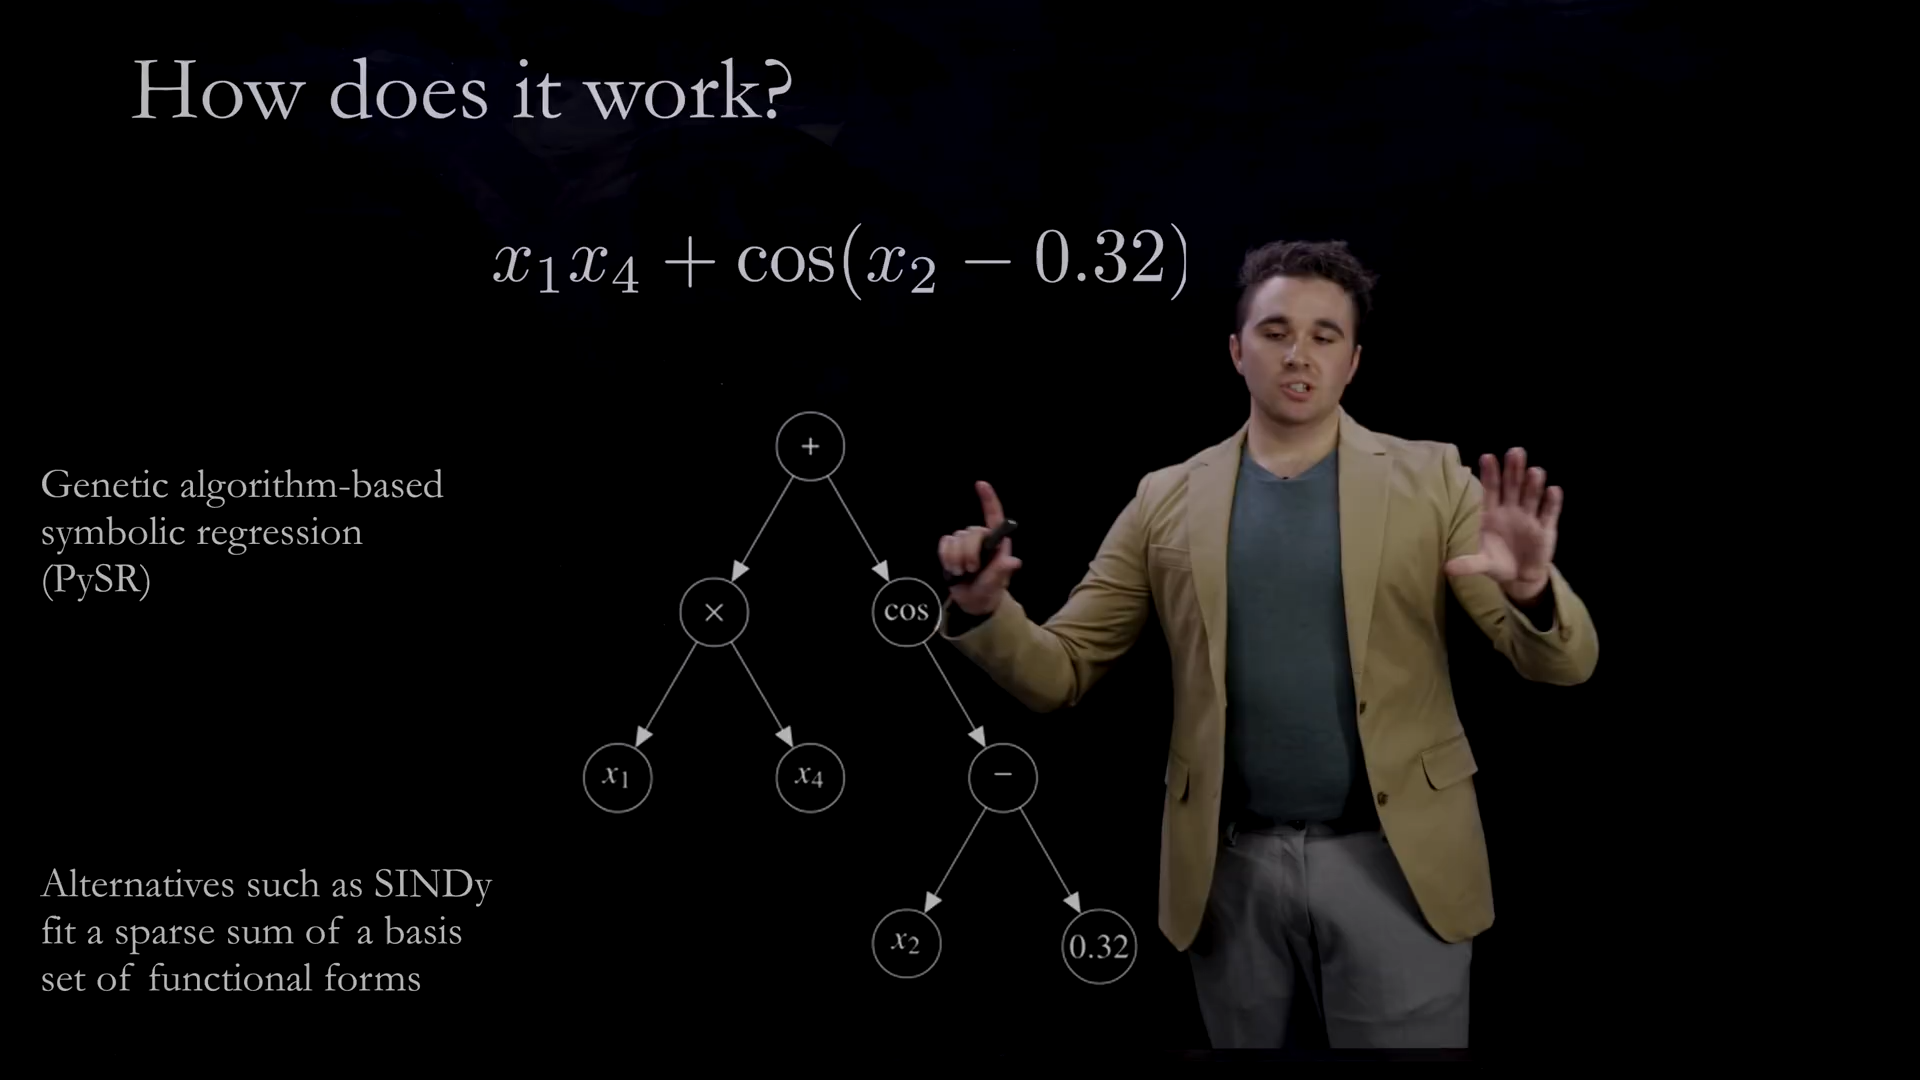 How does it work?
x₁x₄ + cos(x₂ − 0.32)
Genetic algorithm-based
symbolic regression
(PySR)
+
×
cos
x₁
x₄
−
x₂
0.32
Alternatives such as SINDy
fit a sparse sum of a basis
set of functional forms